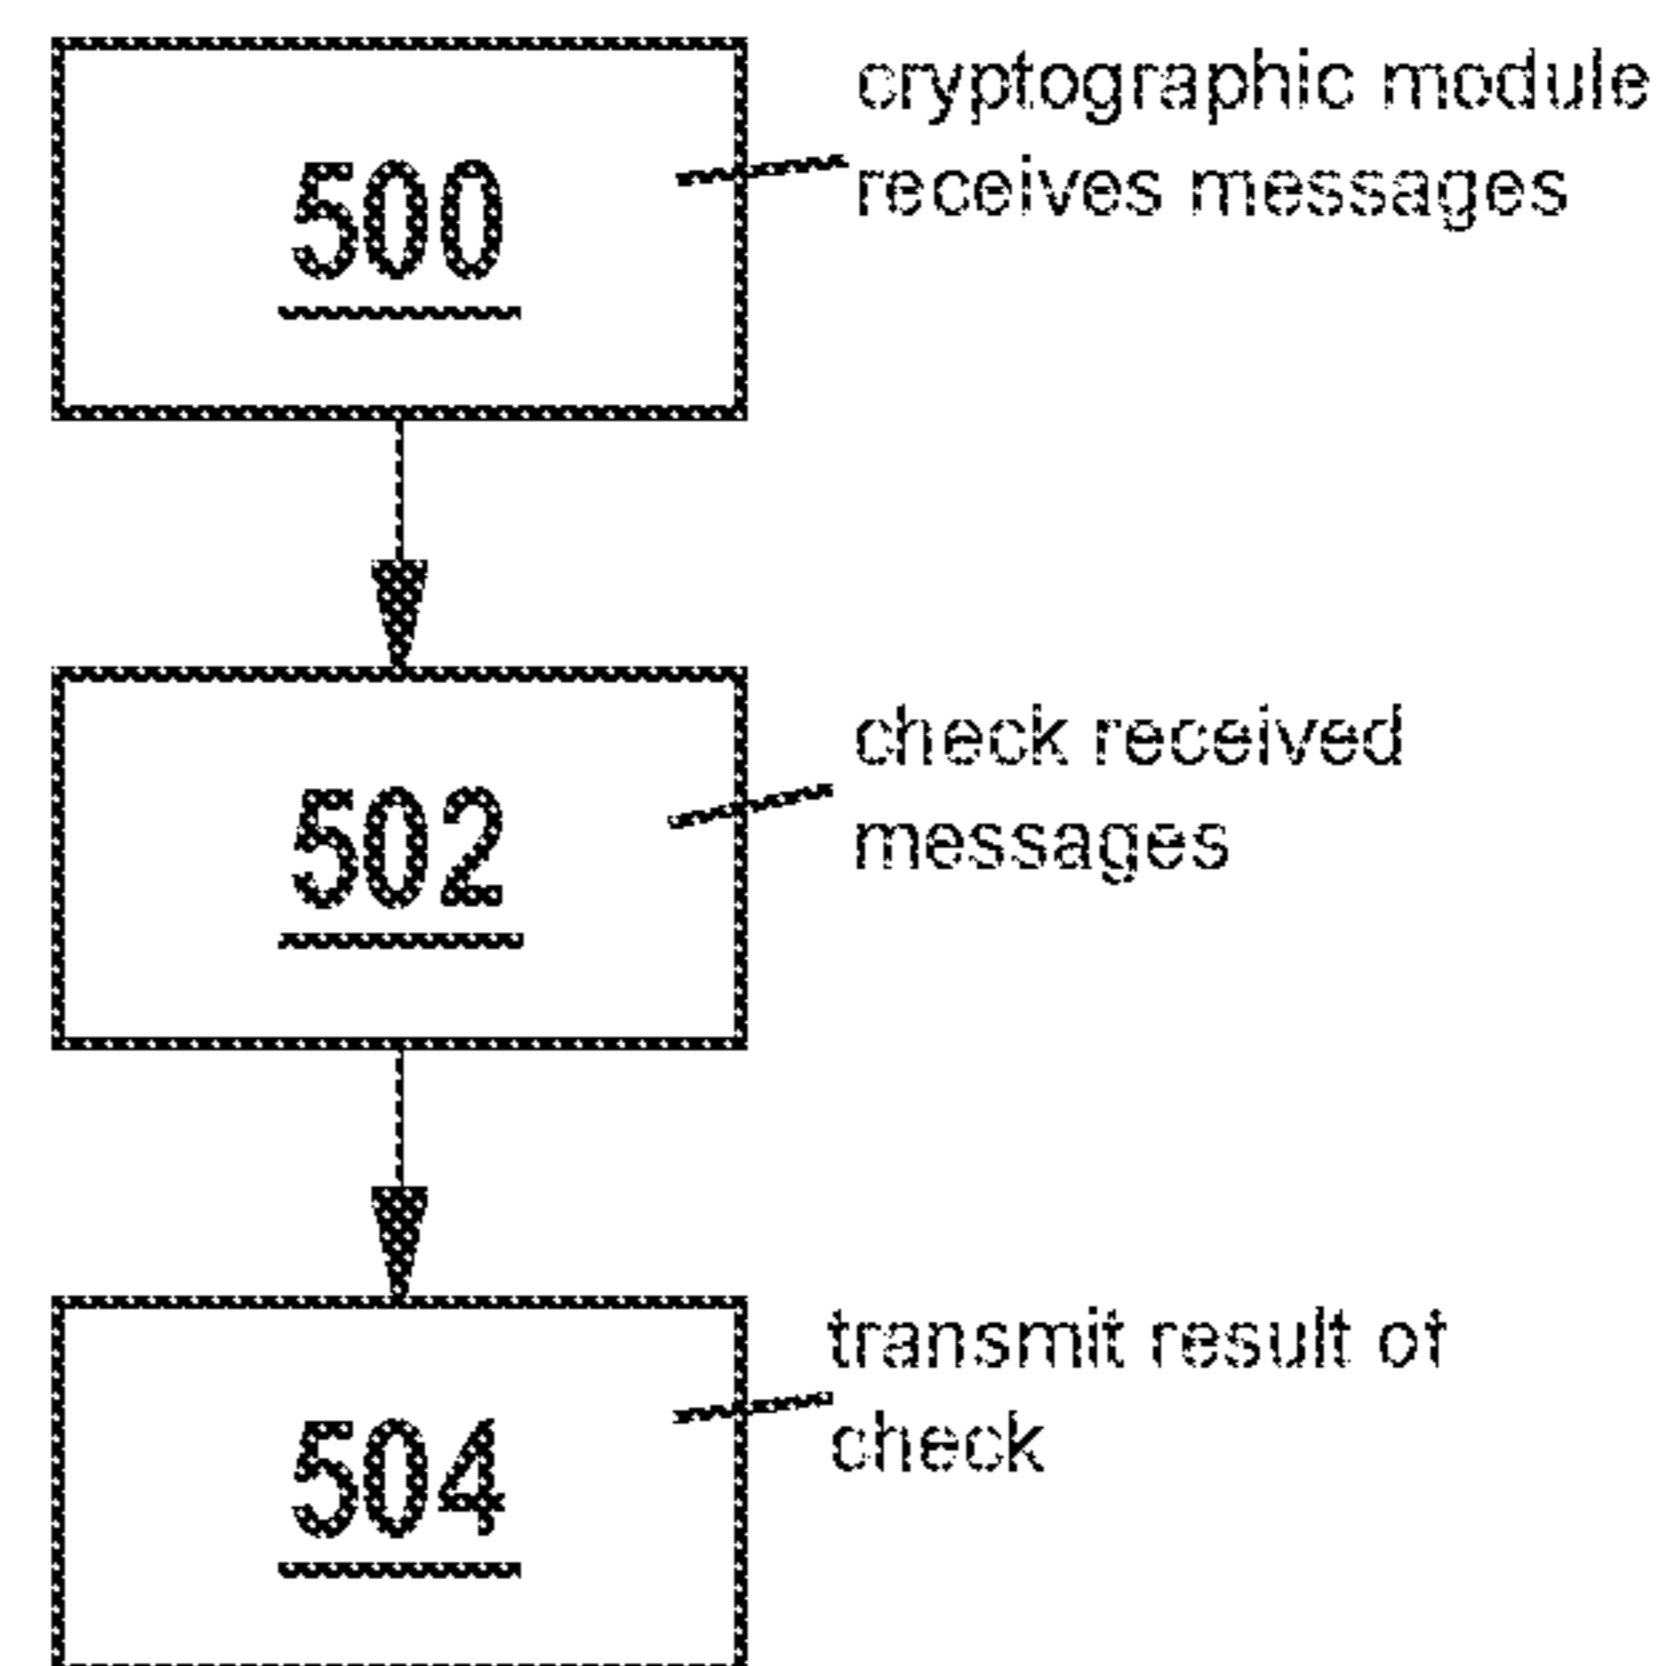 500
cryptographic module
receives messages
502
check received
messages
504
transmit result of
check